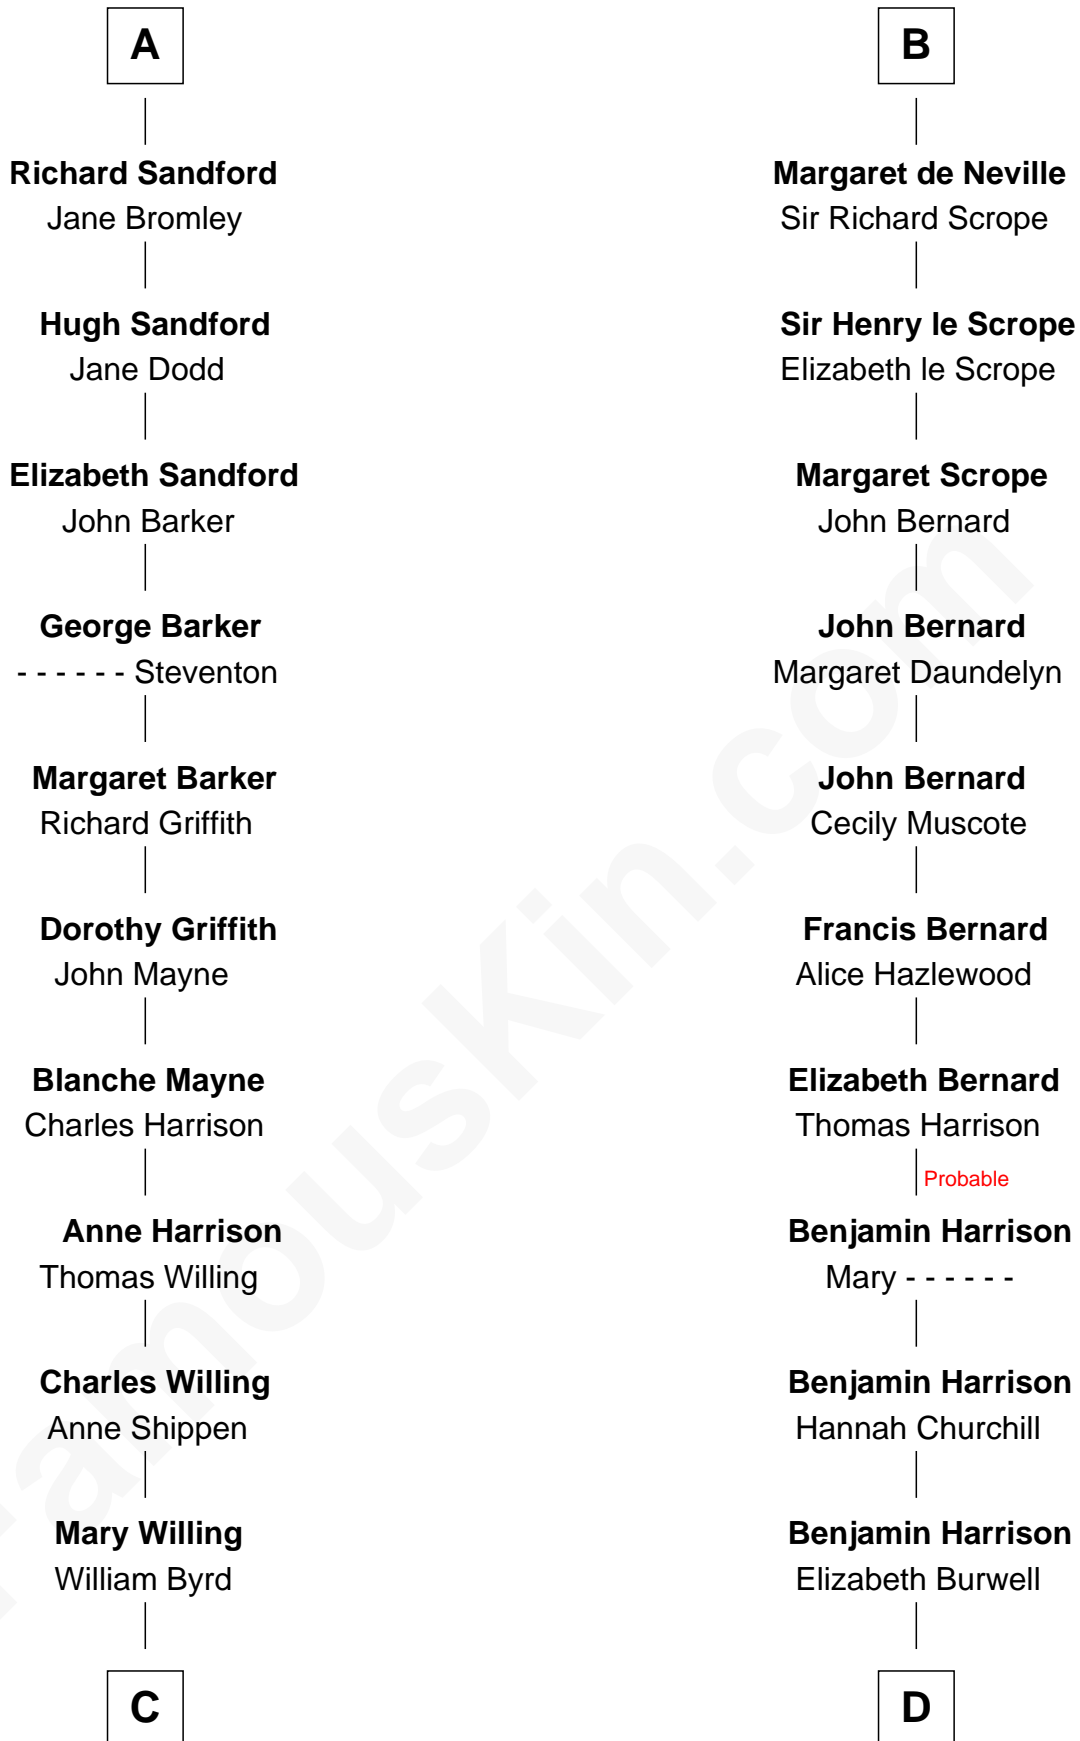 A
Richard Sandford
Jane Bromley
Hugh Sandford
Jane Dodd
Elizabeth Sandford
John Barker
George Barker
- - - - - - Steventon
Margaret Barker
Richard Griffith
Dorothy Griffith
John Mayne
Blanche Mayne
Charles Harrison
Anne Harrison
Thomas Willing
Charles Willing
Anne Shippen
Mary Willing
William Byrd
C
B
Margaret de Neville
Sir Richard Scrope
Sir Henry le Scrope
Elizabeth le Scrope
Margaret Scrope
John Bernard
John Bernard
Margaret Daundelyn
John Bernard
Cecily Muscote
Francis Bernard
Alice Hazlewood
Elizabeth Bernard
Thomas Harrison
Probable
Benjamin Harrison
Mary - - - - - -
Benjamin Harrison
Hannah Churchill
Benjamin Harrison
Elizabeth Burwell
D
FamousKin.com